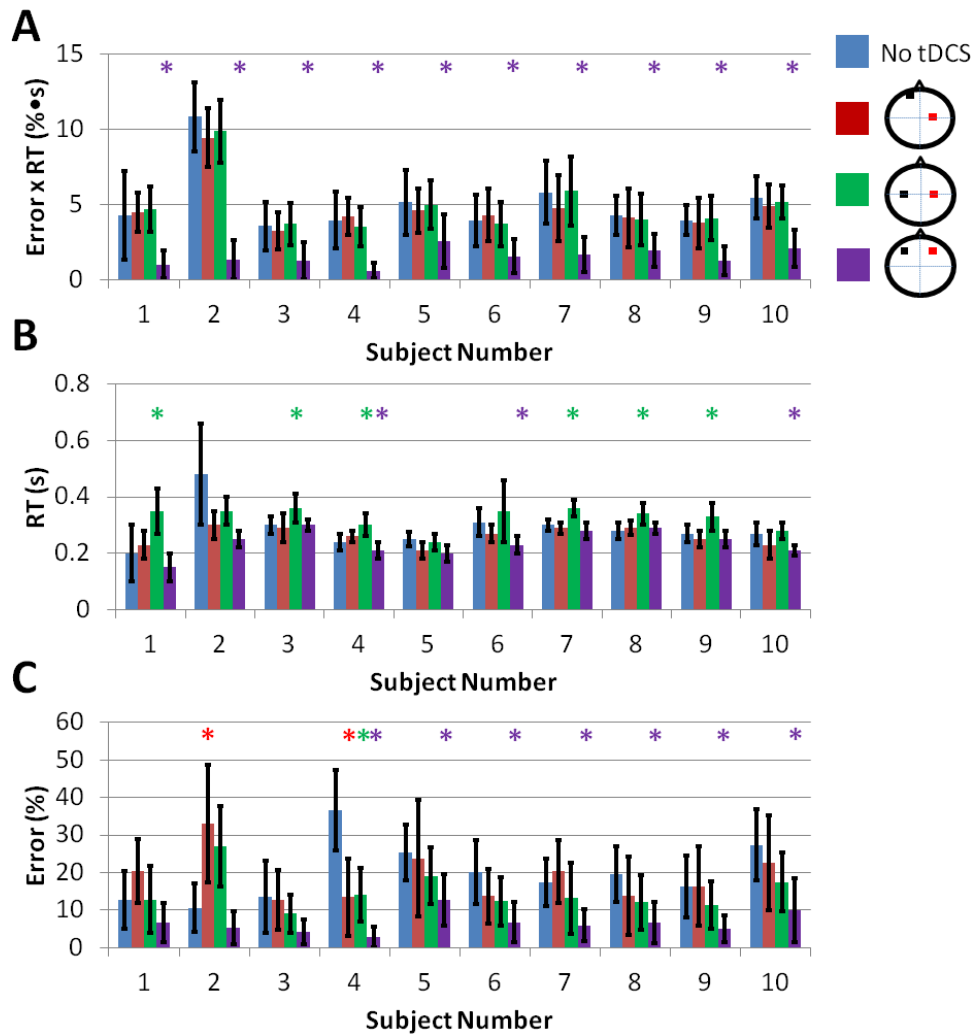 A
15
* * * * * * * * * *
10
5
0
Error x RT (%•s)
1 2 3 4 5 6 7 8 9 10
Subject Number
No tDCS
B
0.8
* * * * * * * * *
0.6
0.4
0.2
0
RT (s)
1 2 3 4 5 6 7 8 9 10
Subject Number
C
60
* * * * * * * * * *
50
40
30
20
10
0
Error (%)
1 2 3 4 5 6 7 8 9 10
Subject Number